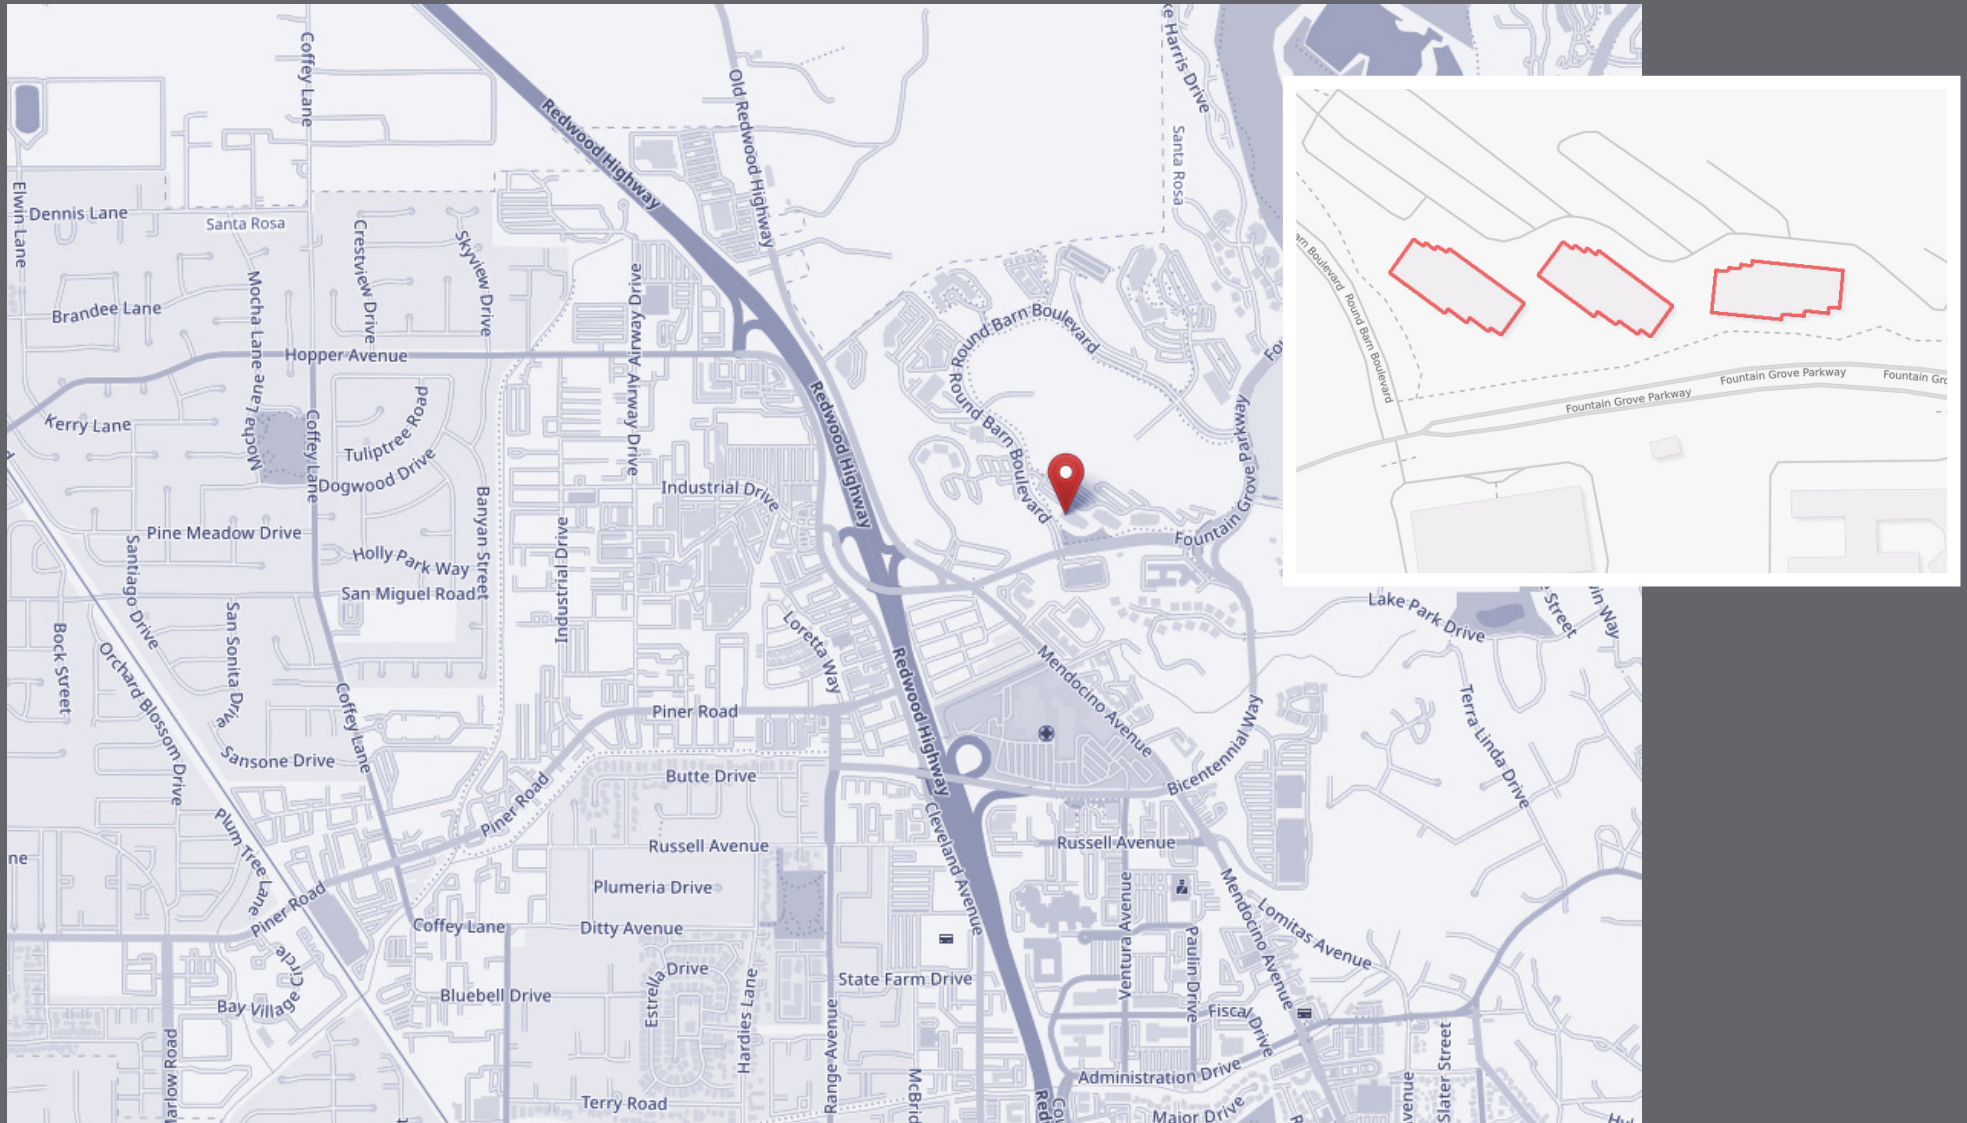 Coffey Lane
Redwood Highway
Old Redwood Highway
Harris Drive
Santa Rosa
Elwin Lane
Dennis Lane
Santa Rosa
Crestview Drive
Skyview Drive
Mocha Lane
Brandee Lane
Airway Drive
Airway Drive
Hopper Avenue
Round Barn Boulevard
Round Barn Boulevard
Kerry Lane
Mocha Lane
Coffey Lane
Tuliptree Road
Dogwood Drive
Redwood Highway
Industrial Drive
Fountain Grove Parkway
Banyan Street
Pine Meadow Drive
Santiago Drive
Holly Park Way
San Miguel Road
Industrial Drive
Bock Street
San Sonita Drive
Orchard Blossom Drive
Loretta Way
Mendocino Avenue
Redwood Highway
Coffey Lane
Piner Road
Sansone Drive
Butte Drive
Bicentennial Way
Piner Road
Plum Tree Lane
Cleveland Avenue
Russell Avenue
Russell Avenue
Plumeria Drive
Piner Road
Coffey Lane
Ditty Avenue
Ventura Avenue
Mendocino Avenue
Lomitas Avenue
Paulin Drive
Bay Village Circle
Bluebell Drive
Estrella Drive
Hardies Lane
State Farm Drive
Range Avenue
Fiscal Drive
Marlow Road
Terry Road
Administration Drive
Major Drive
Slater Street
Lake Park Drive
Street
Terra Linda Drive
Round Barn Boulevard
Fountain Grove Parkway
Fountain Grove Parkway